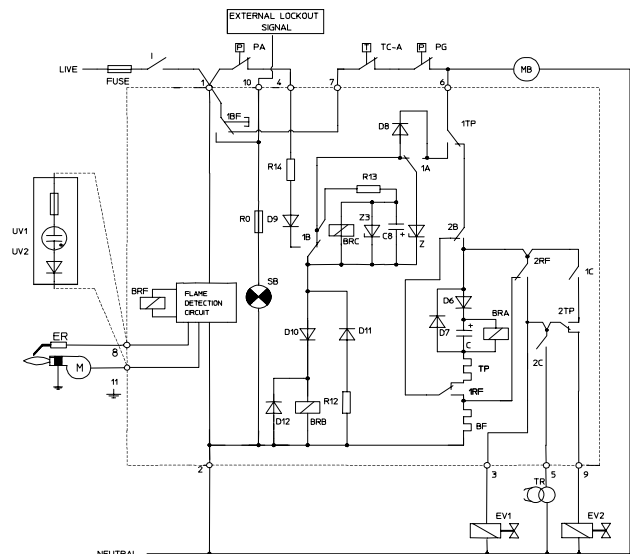 EXTERNAL LOCKOUT
SIGNAL
P PA
T TC-A
P PG
LIVE
FUSE
I
MB
1
10
4
7
6
1BF
D8
1TP
1A
R14
R13
UV1
UV2
R0
D9
1B
BRC
Z3
C8
+
Z
2B
2RF
1C
BRF
FLAME
DETECTION
CIRCUIT
SB
D6
BRA
2TP
+
D7
C
2C
ER
8
D10
D11
TP
M
11
1RF
D12
BRB
R12
BF
2
3
TR
5
9
EV1
EV2
NEUTRAL